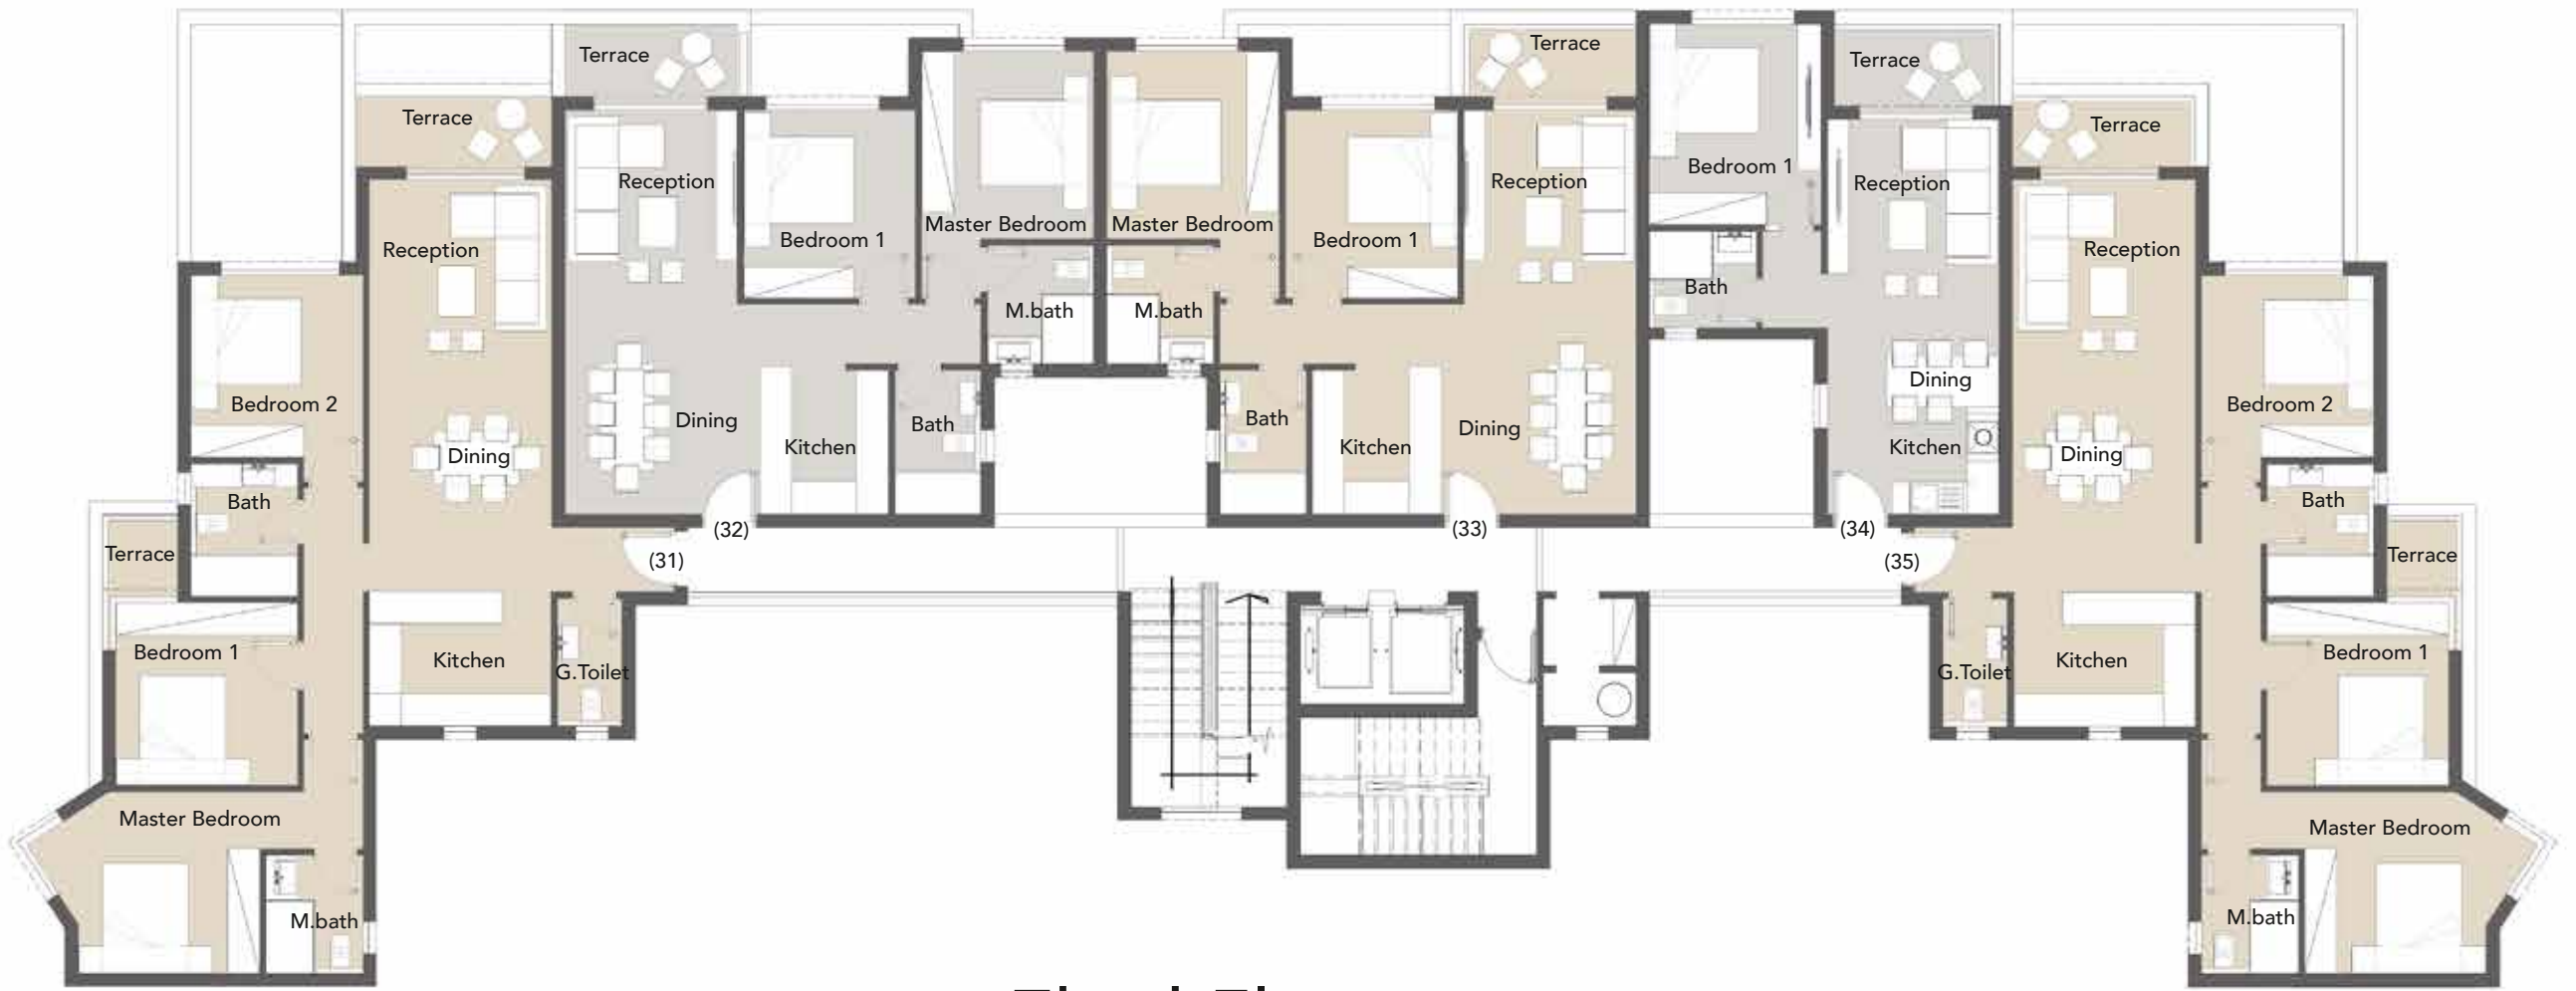 Terrace
Terrace
Reception
Bedroom 2
Dining
Bath
Terrace
Bedroom 1
Kitchen
G.Toilet
Master Bedroom
M.bath
(31)
Terrace
Reception
Bedroom 1
Master Bedroom
M.bath
Dining
Kitchen
Bath
(32)
Master Bedroom
M.bath
Bedroom 1
Terrace
Reception
Bath
Kitchen
Dining
(33)
Bedroom 1
Bath
Terrace
Reception
Dining
Kitchen
(34)
(35)
Reception
Dining
Bedroom 2
Bath
Terrace
Kitchen
G.Toilet
Bedroom 1
Master Bedroom
M.bath